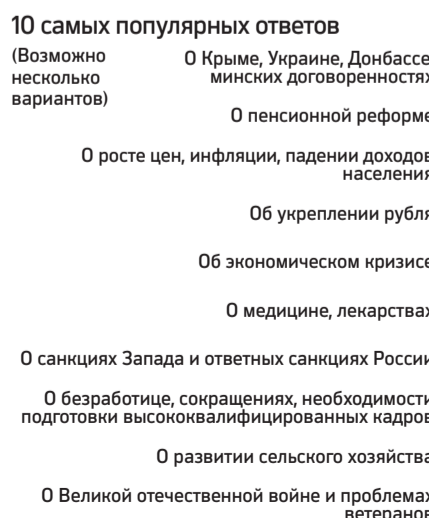 10 самых популярных ответов
(Возможно
несколько
вариантов)
О Крыме, Украине, Донбассе,
минских договоренностях
О пенсионной реформе
О росте цен, инфляции, падении доходов
населения
Об укреплении рубля
Об экономическом кризисе
О медицине, лекарствах
О санкциях Запада и ответных санкциях России
О безработице, сокращениях, необходимости
подготовки высококвалифицированных кадров
О развитии сельского хозяйства
О Великой отечественной войне и проблемах
ветеранов